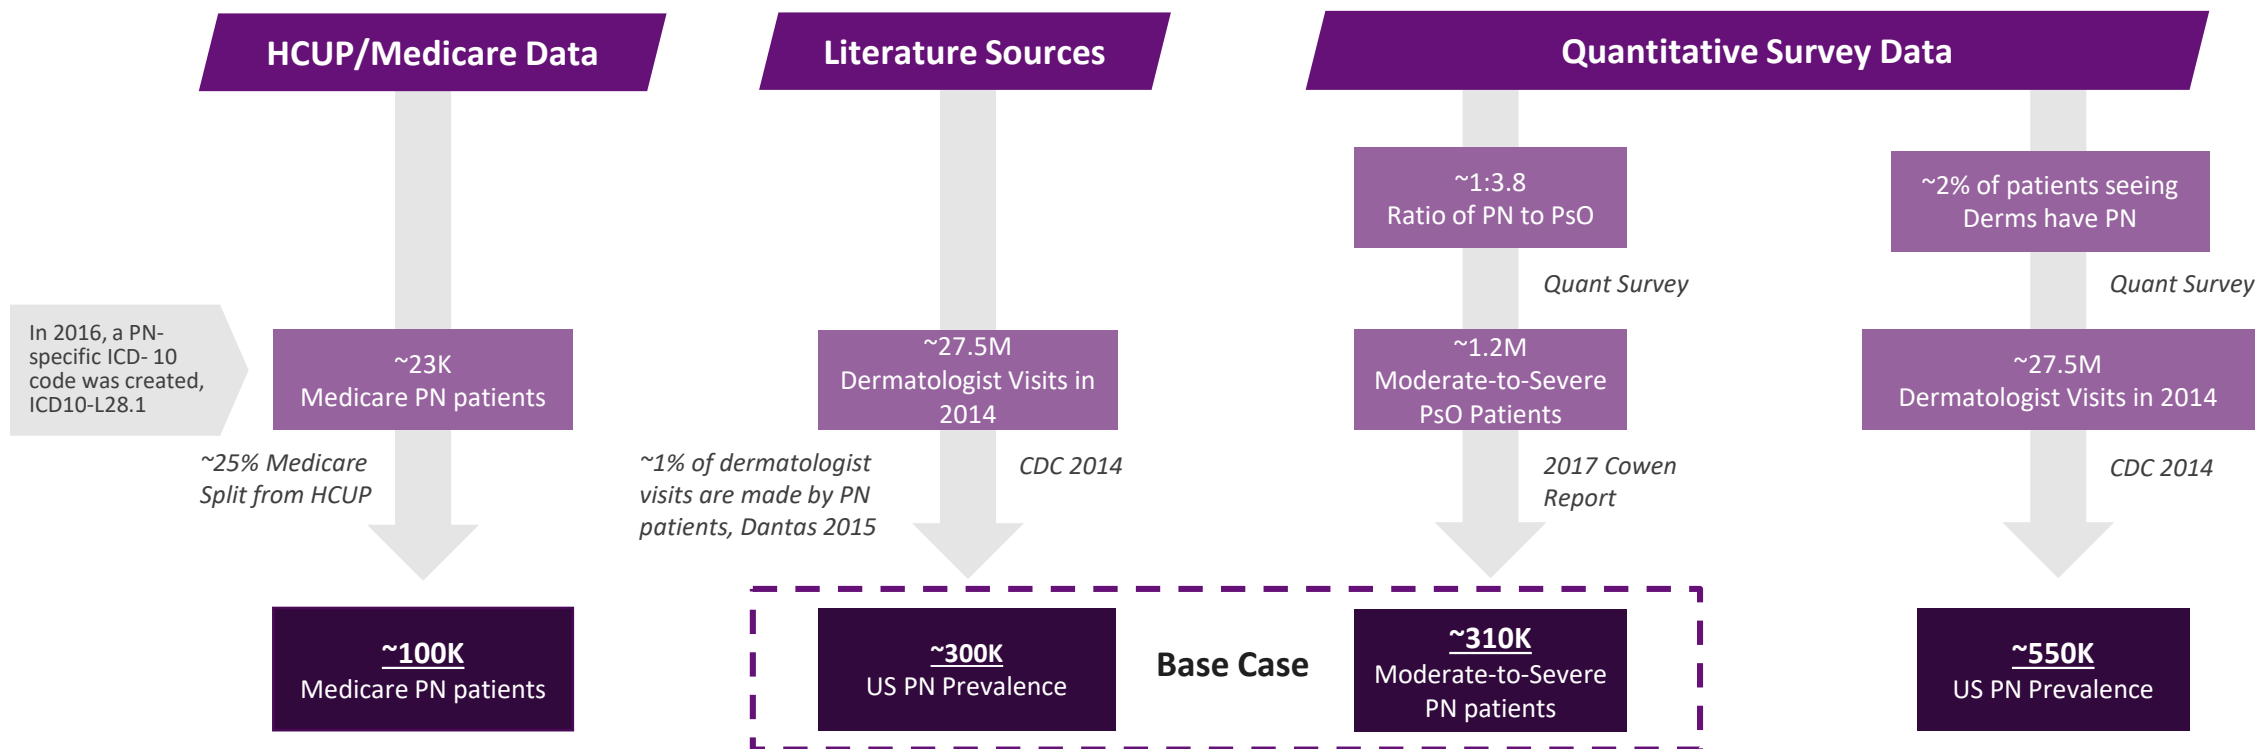 HCUP/Medicare Data
Literature Sources
Quantitative Survey Data
~1:3.8
Ratio of PN to PsO
~2% of patients seeing
Derms have PN
Quant Survey
Quant Survey
In 2016, a PN-
specific ICD- 10
code was created,
ICD10-L28.1
~23K
Medicare PN patients
~27.5M
Dermatologist Visits in
2014
~1.2M
Moderate-to-Severe
PsO Patients
~27.5M
Dermatologist Visits in 2014
~25% Medicare
Split from HCUP
~1% of dermatologist
visits are made by PN
patients, Dantas 2015
CDC 2014
2017 Cowen
Report
CDC 2014
~100K
Medicare PN patients
~300K
US PN Prevalence
Base Case
~310K
Moderate-to-Severe
PN patients
~550K
US PN Prevalence